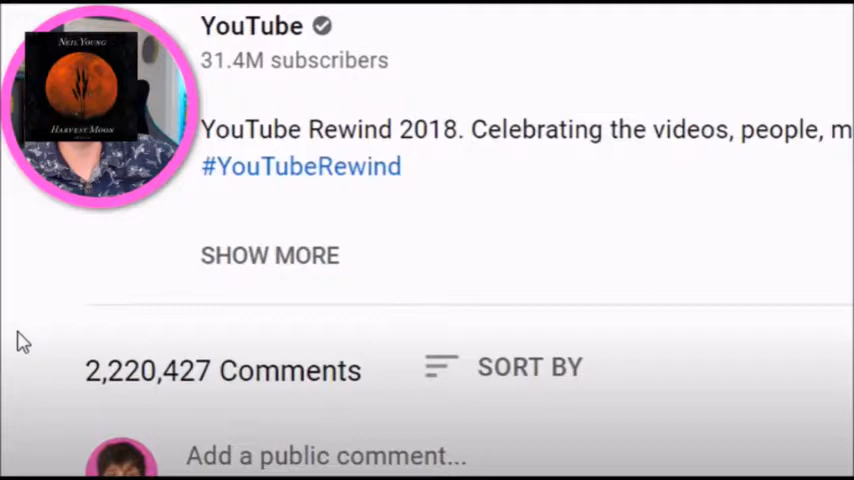 YouTube
31.4M subscribers
NEIL YOUNG
HARVEST MOON
YouTube Rewind 2018. Celebrating the videos, people, m
#YouTubeRewind
SHOW MORE
2,220,427 Comments
SORT BY
Add a public comment...